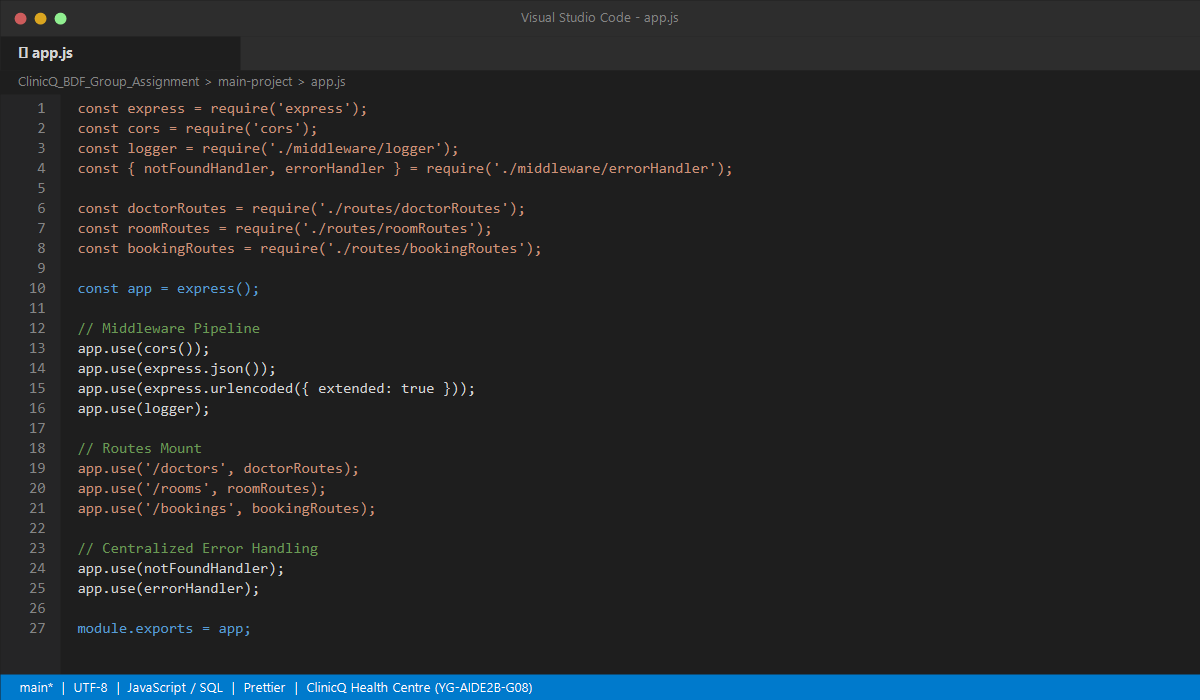 Visual Studio Code - app.js
[] app.js
ClinicQ_BDF_Group_Assignment > main-project > app.js
1 const express = require('express');
2 const cors = require('cors');
3 const logger = require('./middleware/logger');
4 const { notFoundHandler, errorHandler } = require('./middleware/errorHandler');
5
6 const doctorRoutes = require('./routes/doctorRoutes');
7 const roomRoutes = require('./routes/roomRoutes');
8 const bookingRoutes = require('./routes/bookingRoutes');
9
10 const app = express();
11
12 // Middleware Pipeline
13 app.use(cors());
14 app.use(express.json());
15 app.use(express.urlencoded({ extended: true }));
16 app.use(logger);
17
18 // Routes Mount
19 app.use('/doctors', doctorRoutes);
20 app.use('/rooms', roomRoutes);
21 app.use('/bookings', bookingRoutes);
22
23 // Centralized Error Handling
24 app.use(notFoundHandler);
25 app.use(errorHandler);
26
27 module.exports = app;
main* | UTF-8 | JavaScript / SQL | Prettier | ClinicQ Health Centre (YG-AIDE2B-G08)